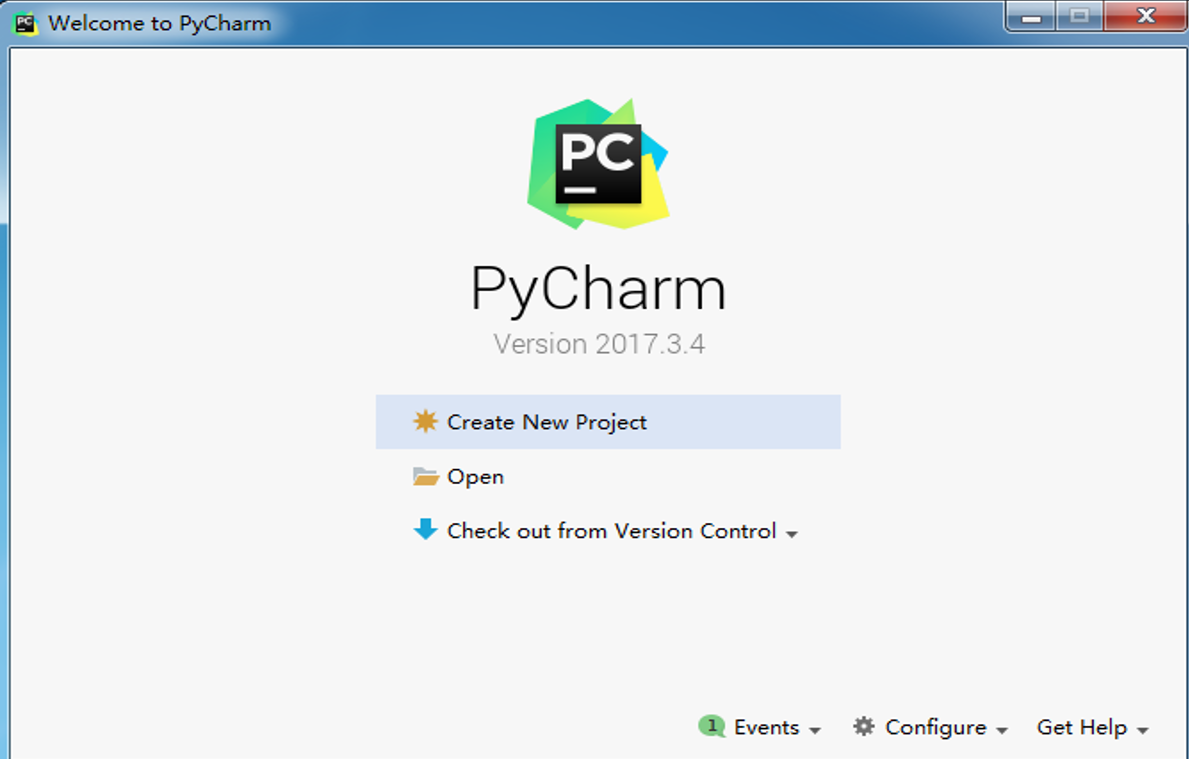 Welcome to PyCharm
PC
PyCharm
Version 2017.3.4
Create New Project
Open
Check out from Version Control
1 Events Configure Get Help